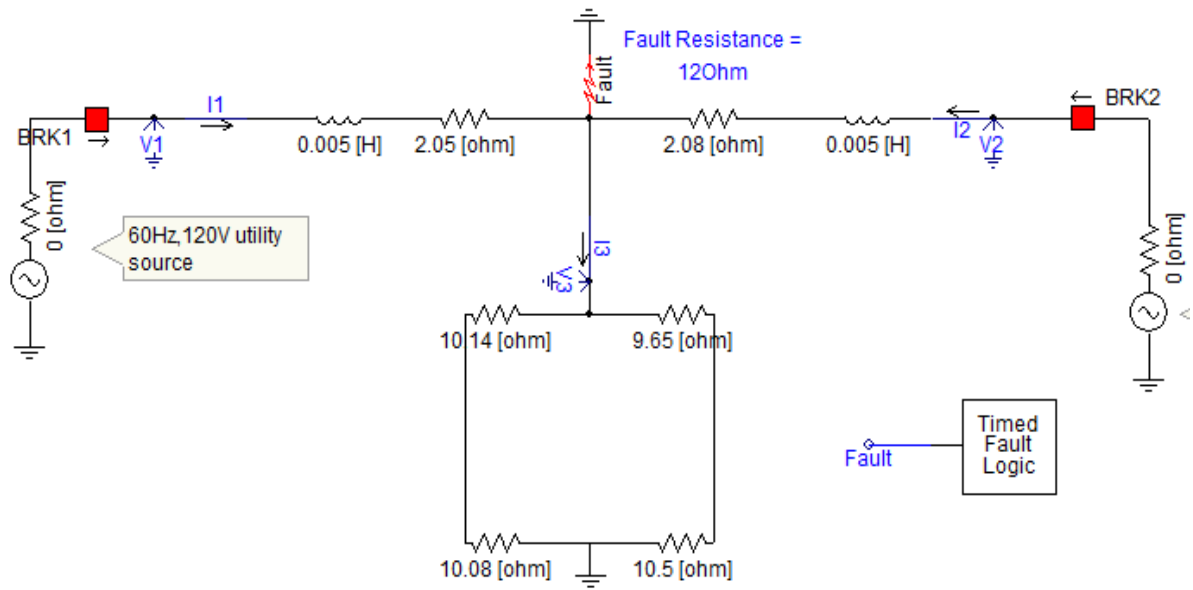 Fault Resistance =
12Ohm
Fault
I1
BRK1
V1
0.005 [H]
2.05 [ohm]
2.08 [ohm]
0.005 [H]
I2
V2
BRK2
0 [ohm]
60Hz,120V utility
source
I3
V3
0 [ohm]
10.14 [ohm]
9.65 [ohm]
Timed
Fault
Logic
Fault
10.08 [ohm]
10.5 [ohm]